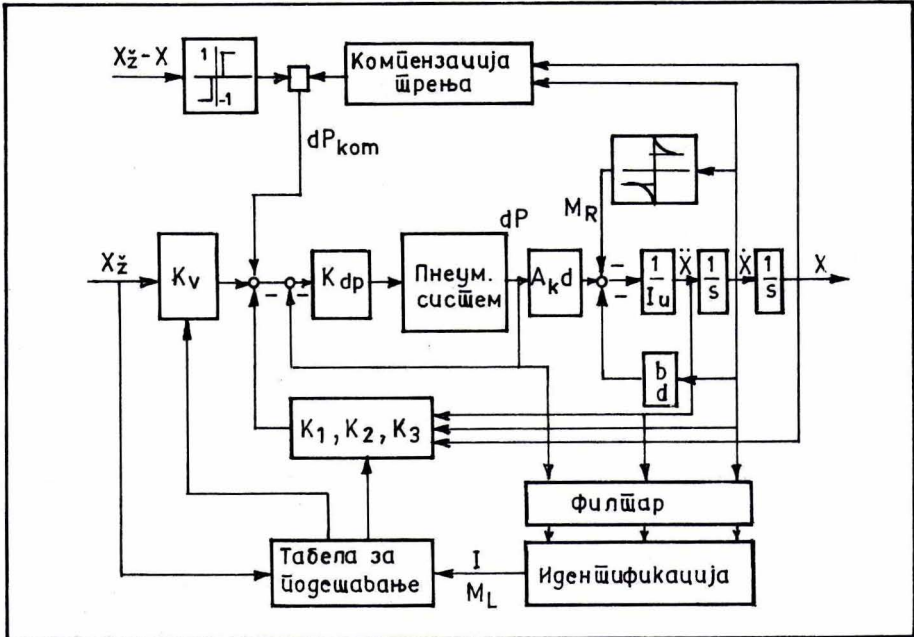 Xž-X
1
-1
Компензација
трења
dPkom
MR
dP
Xž
Kv
Kdp
Пнеум.
систем
Akd
1
Iu
Ẍ
1
s
Ẋ
1
s
X
b
d
K1, K2, K3
Филтар
Табела за
подешавање
I
ML
Идентификација